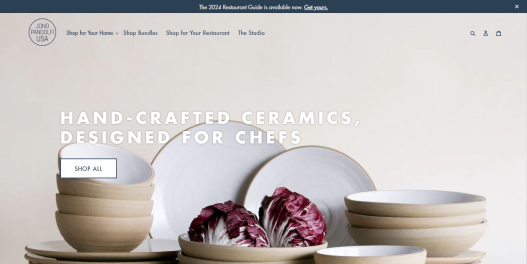 The 2024 Restaurant Guide is available now. Get yours.
JONO
PANDOLFI
USA
Shop for Your Home
Shop Bundles
Shop for Your Restaurant
The Studio
HAND-CRAFTED CERAMICS,
DESIGNED FOR CHEFS
SHOP ALL